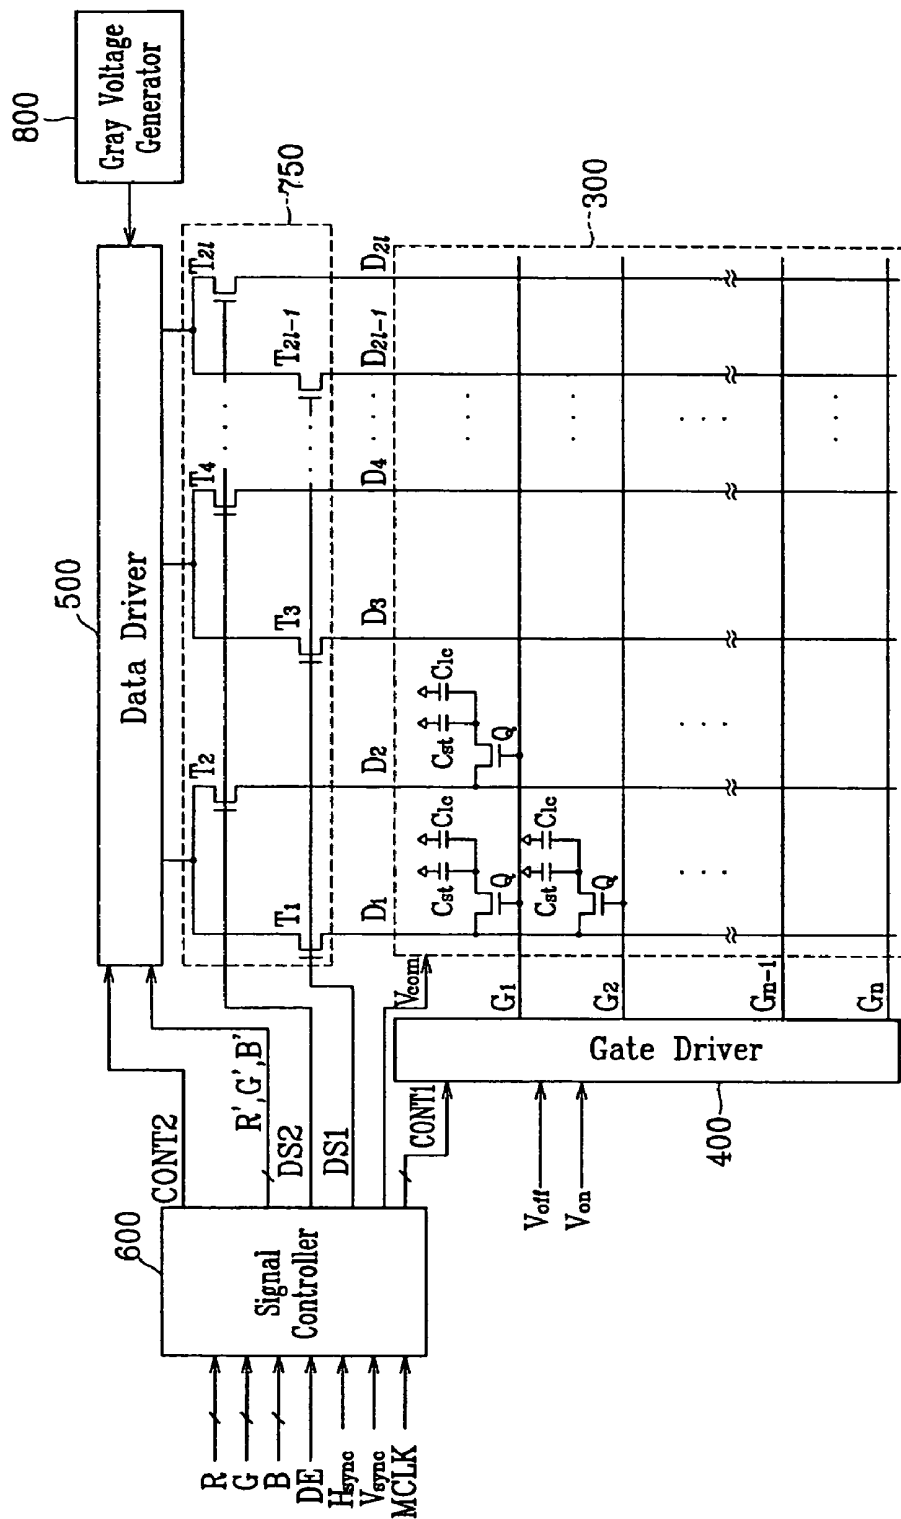 800
Gray Voltage
Generator
500
Data Driver
750
T1
T2
T3
T4
T2l-1
T2l
· · ·
· · ·
D1
D2
D3
D4
· · ·
D2l-1
D2l
300
600
Signal
Controller
CONT2
R',G',B'
DS2
DS1
Vcom
CONT1
R
G
B
DE
Hsync
Vsync
MCLK
Voff
Von
400
Gate Driver
G1
G2
Gn-1
Gn
Cst
Clc
Q
Cst
Clc
Q
Cst
Clc
Q